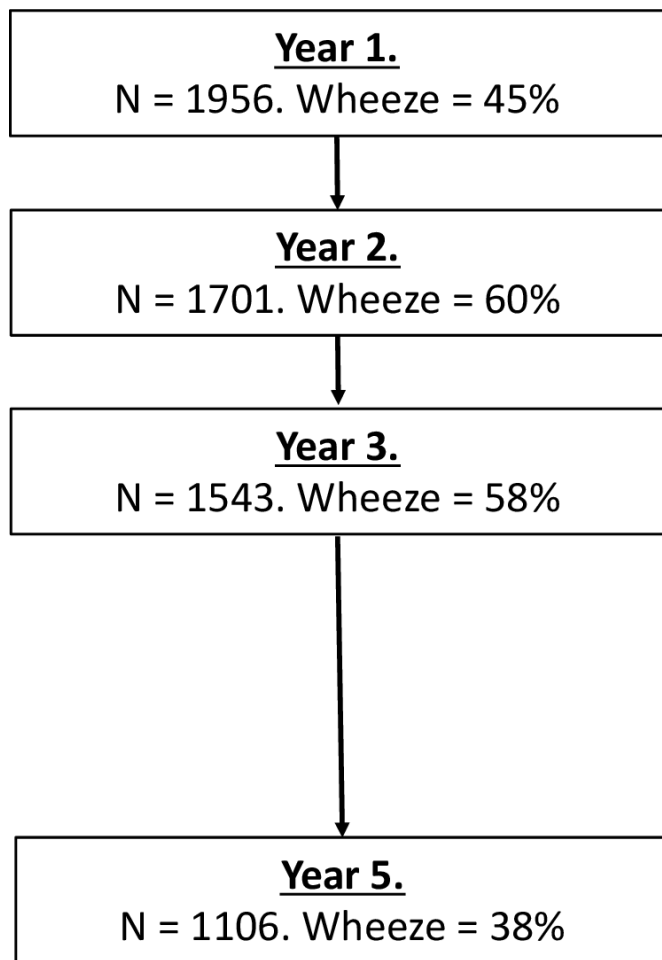 Year 1.
N = 1956. Wheeze = 45%
Year 2.
N = 1701. Wheeze = 60%
Year 3.
N = 1543. Wheeze = 58%
Year 5.
N = 1106. Wheeze = 38%